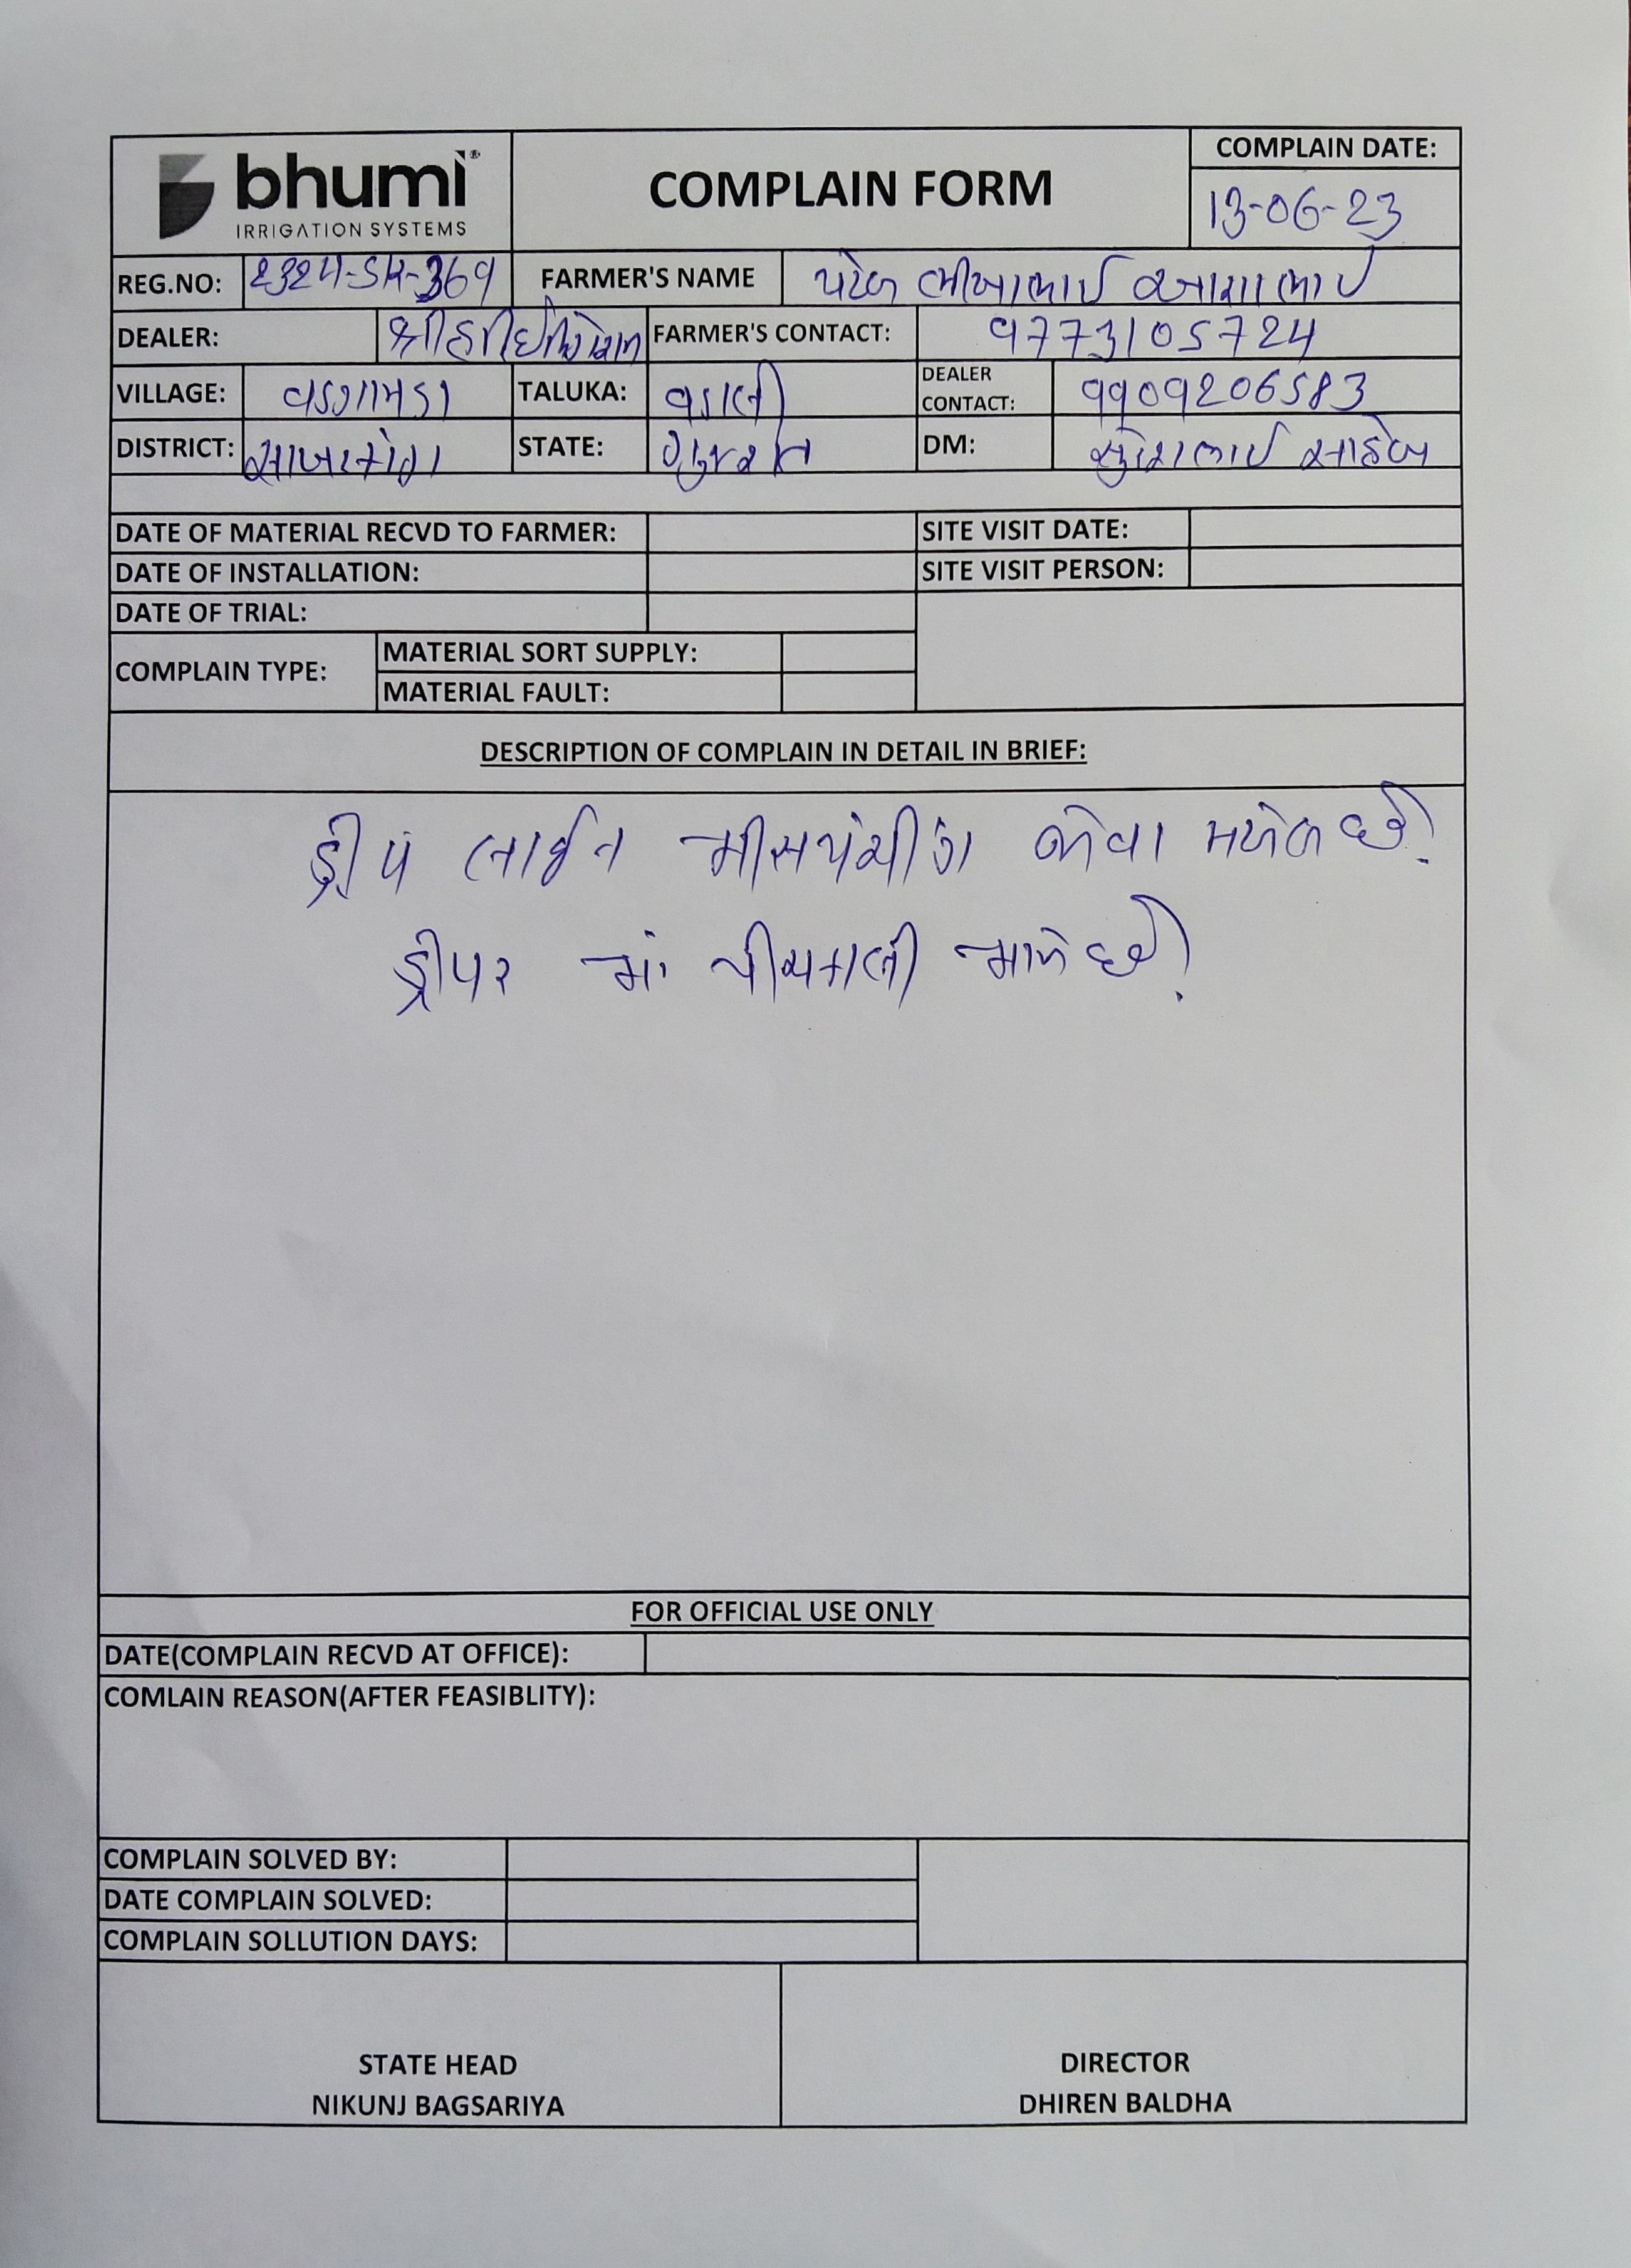 bhumi®
IRRIGATION SYSTEMS
COMPLAIN FORM
COMPLAIN DATE:
13-06-23
REG.NO: 2324-SK-369 FARMER'S NAME પટેલ ભીખાભાઈ આશાભાઈ
DEALER: શ્રીહરી FARMER'S CONTACT: 9773105724
VILLAGE: વડગામડા TALUKA: વડાલી DEALER CONTACT: 9909206583
DISTRICT: સાબરકાંઠા STATE: ગુજરાત DM: સુરેશભાઈ સાહેબ
DATE OF MATERIAL RECVD TO FARMER: SITE VISIT DATE:
DATE OF INSTALLATION: SITE VISIT PERSON:
DATE OF TRIAL:
COMPLAIN TYPE: MATERIAL SORT SUPPLY:
MATERIAL FAULT:
DESCRIPTION OF COMPLAIN IN DETAIL IN BRIEF:
ડ્રીપ લાઈન મીસપંચીંગ જોવા મળેલ છે.
ડ્રીપર માં મારે છે.
FOR OFFICIAL USE ONLY
DATE(COMPLAIN RECVD AT OFFICE):
COMLAIN REASON(AFTER FEASIBLITY):
COMPLAIN SOLVED BY:
DATE COMPLAIN SOLVED:
COMPLAIN SOLLUTION DAYS:
STATE HEAD DIRECTOR
NIKUNJ BAGSARIYA DHIREN BALDHA